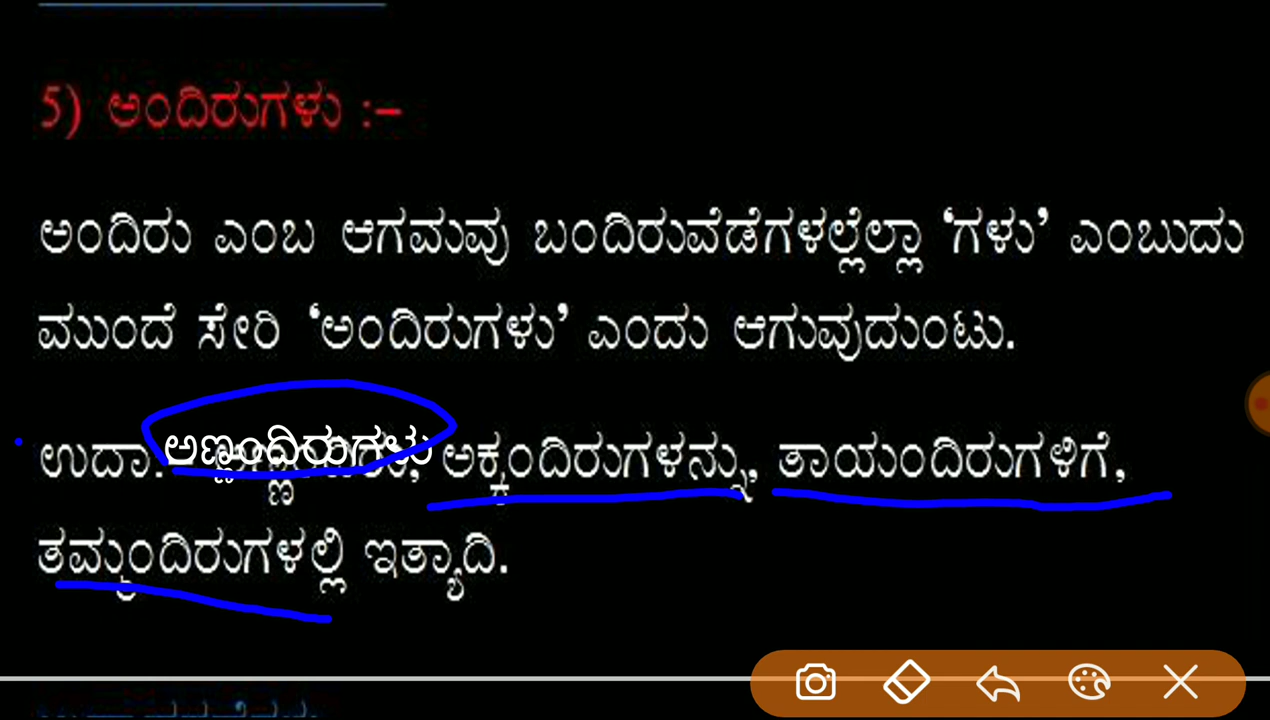 5) ಅಂದಿರುಗಳು :–
ಅಂದಿರು ಎಂಬ ಆಗಮವು ಬಂದಿರುವೆಡೆಗಳಲ್ಲೆಲ್ಲಾ ‘ಗಳು’ ಎಂಬುದು
ಮುಂದೆ ಸೇರಿ ‘ಅಂದಿರುಗಳು’ ಎಂದು ಆಗುವುದುಂಟು.
ಉದಾ: ಅಣ್ಣಂದಿರುಗಳು, ಅಕ್ಕಂದಿರುಗಳನ್ನು, ತಾಯಂದಿರುಗಳಿಗೆ,
ತಮ್ಮಂದಿರುಗಳಲ್ಲಿ ಇತ್ಯಾದಿ.